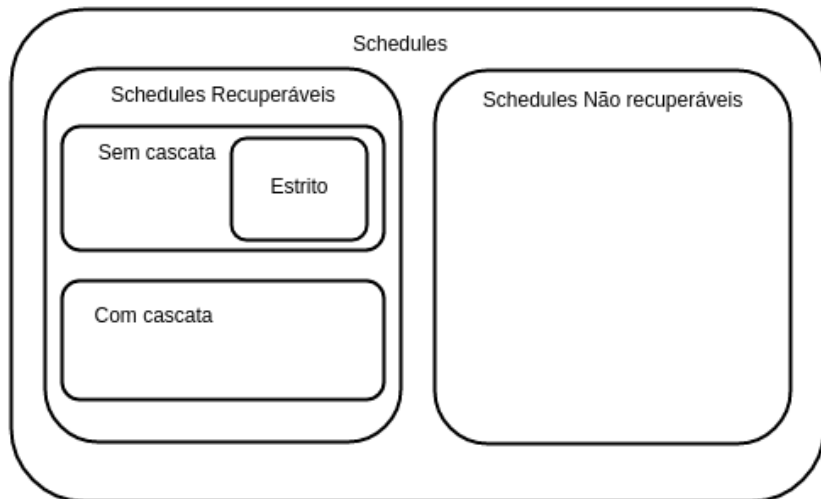 Schedules
Schedules Recuperáveis
Schedules Não recuperáveis
Sem cascata
Estrito
Com cascata